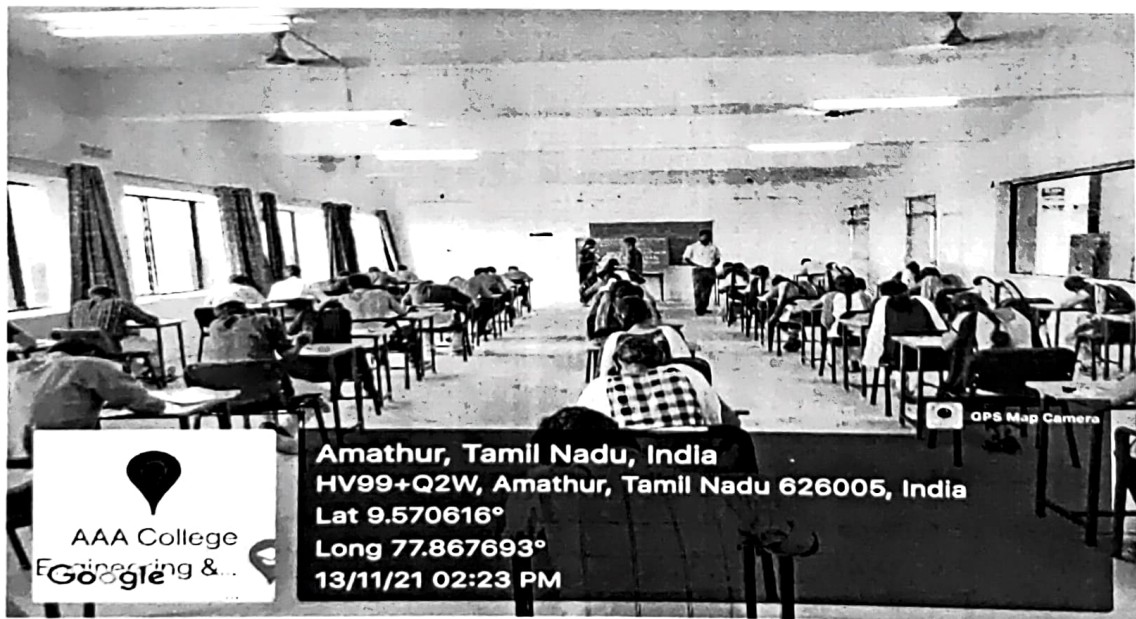 GPS Map Camera
Amathur, Tamil Nadu, India
HV99+Q2W, Amathur, Tamil Nadu 626005, India
Lat 9.570616°
Long 77.867693°
13/11/21 02:23 PM
AAA College
Engineering &...
Google